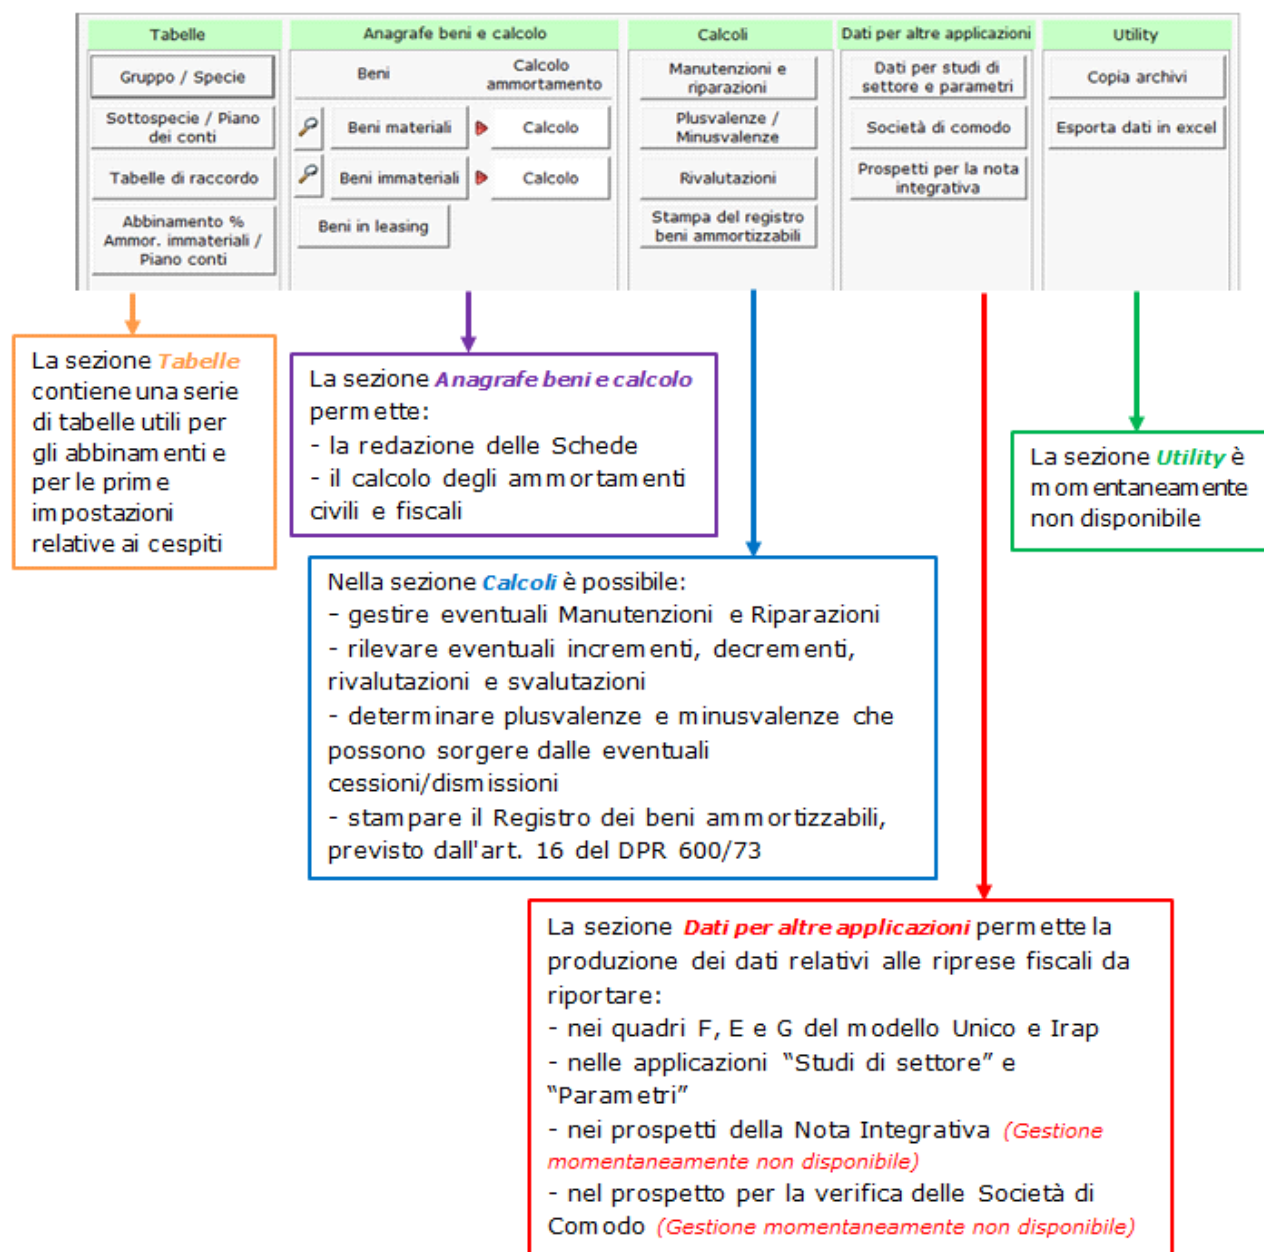 Tabelle
Anagrafe beni e calcolo
Calcoli
Dati per altre applicazioni
Utility
Gruppo / Specie
Sottospecie / Piano
dei conti
Tabelle di raccordo
Abbinamento %
Ammor. immateriali /
Piano conti
Beni
Calcolo
ammortamento
Beni materiali
Calcolo
Beni immateriali
Calcolo
Beni in leasing
Manutenzioni e
riparazioni
Plusvalenze /
Minusvalenze
Rivalutazioni
Stampa del registro
beni ammortizzabili
Dati per studi di
settore e parametri
Società di comodo
Prospetti per la nota
integrativa
Copia archivi
Esporta dati in excel
La sezione Tabelle
contiene una serie
di tabelle utili per
gli abbinamenti e
per le prime
impostazioni
relative ai cespiti
La sezione Anagrafe beni e calcolo
permette:
- la redazione delle Schede
- il calcolo degli ammortamenti
civili e fiscali
La sezione Utility è
momentaneamente
non disponibile
Nella sezione Calcoli è possibile:
- gestire eventuali Manutenzioni e Riparazioni
- rilevare eventuali incrementi, decrementi,
rivalutazioni e svalutazioni
- determinare plusvalenze e minusvalenze che
possono sorgere dalle eventuali
cessioni/dismissioni
- stampare il Registro dei beni ammortizzabili,
previsto dall'art. 16 del DPR 600/73
La sezione Dati per altre applicazioni permette la
produzione dei dati relativi alle riprese fiscali da
riportare:
- nei quadri F, E e G del modello Unico e Irap
- nelle applicazioni “Studi di settore” e
“Parametri”
- nei prospetti della Nota Integrativa (Gestione
momentaneamente non disponibile)
- nel prospetto per la verifica delle Società di
Comodo (Gestione momentaneamente non disponibile)